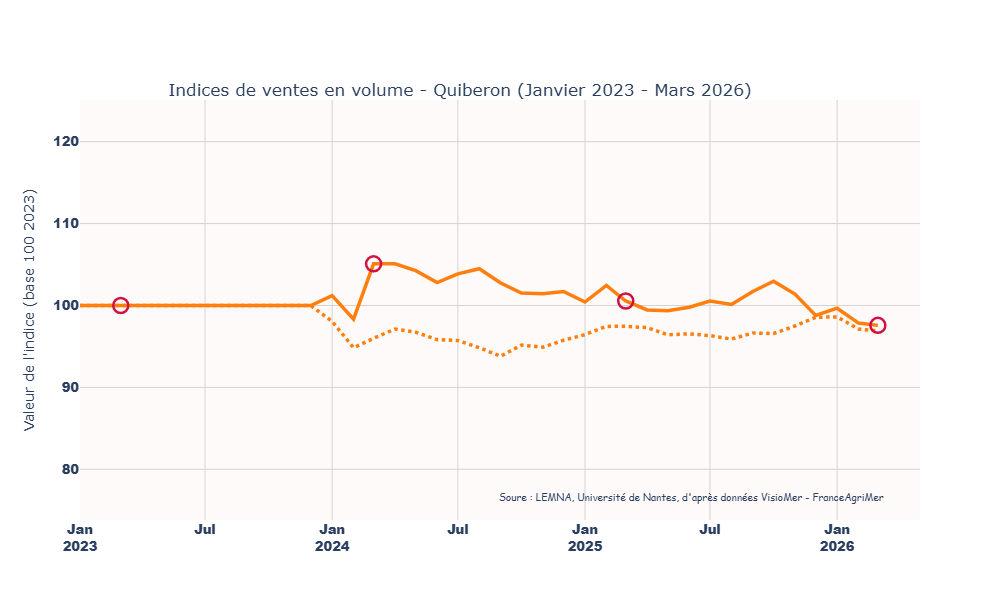 Indices de ventes en volume - Quiberon (Janvier 2023 - Mars 2026)
Valeur de l'indice (base 100 2023)
120
110
100
90
80
Soure : LEMNA, Université de Nantes, d'après données VisioMer - FranceAgriMer
Jan Jul Jan Jul Jan Jul Jan
2023 2024 2025 2026